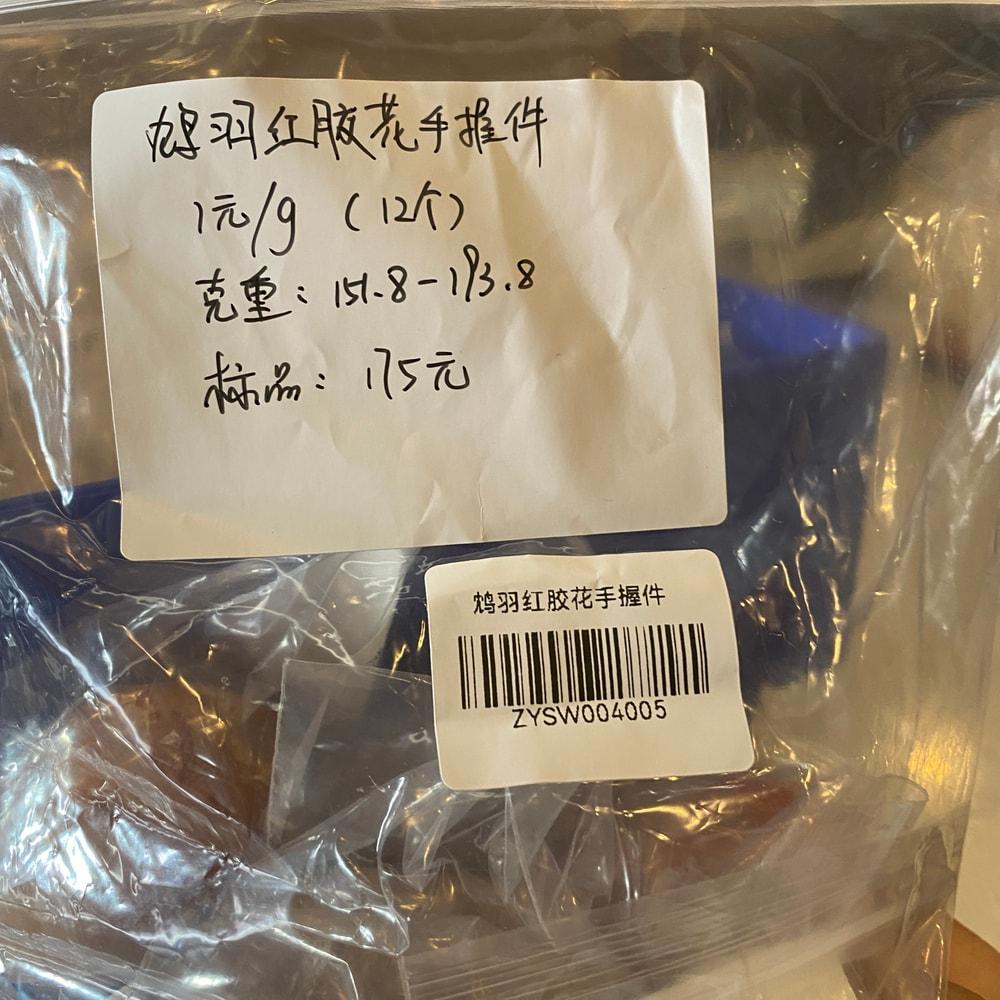 鸩羽红胶花手握件
1元/g （12个）
克重：151.8-193.8
标品：175元
鸩羽红胶花手握件
ZYSW004005